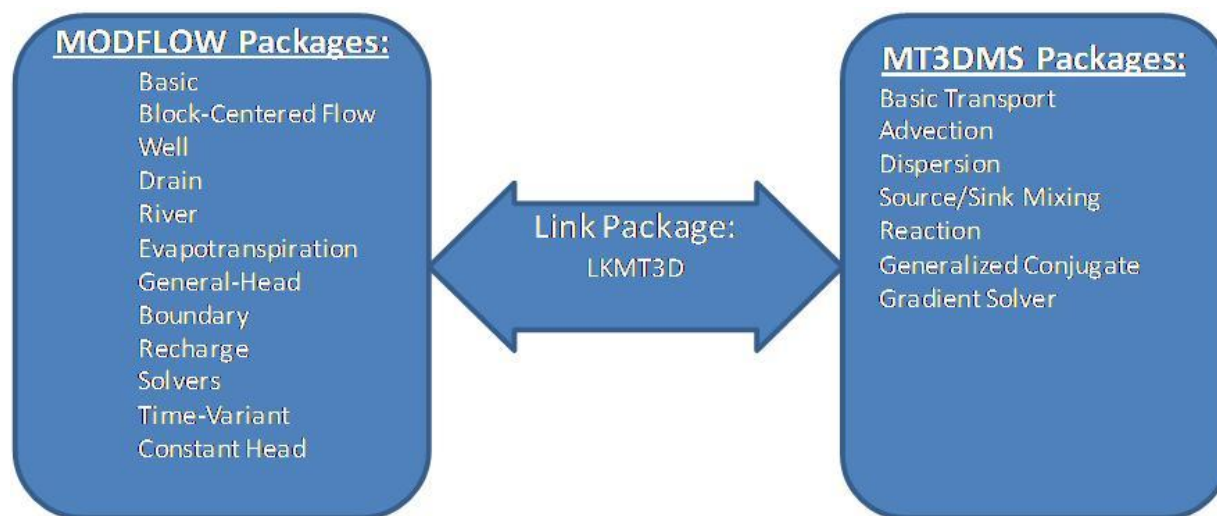 MODFLOW Packages:
Basic
Block-Centered Flow
Well
Drain
River
Evapotranspiration
General-Head
Boundary
Recharge
Solvers
Time-Variant
Constant Head
Link Package:
LKMT3D
MT3DMS Packages:
Basic Transport
Advection
Dispersion
Source/Sink Mixing
Reaction
Generalized Conjugate
Gradient Solver